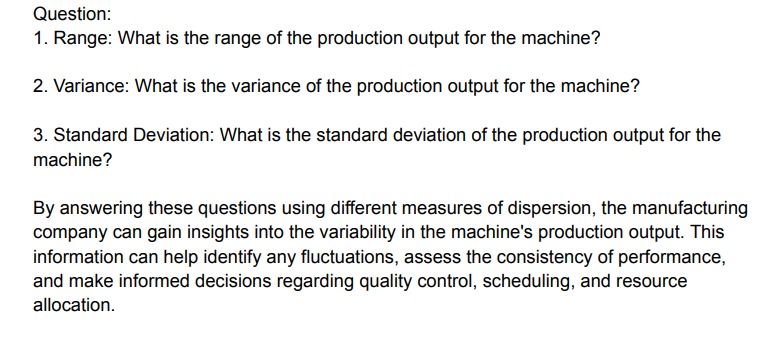 Question:
1. Range: What is the range of the production output for the machine?
2. Variance: What is the variance of the production output for the machine?
3. Standard Deviation: What is the standard deviation of the production output for the
machine?
By answering these questions using different measures of dispersion, the manufacturing
company can gain insights into the variability in the machine's production output. This
information can help identify any fluctuations, assess the consistency of performance,
and make informed decisions regarding quality control, scheduling, and resource
allocation.